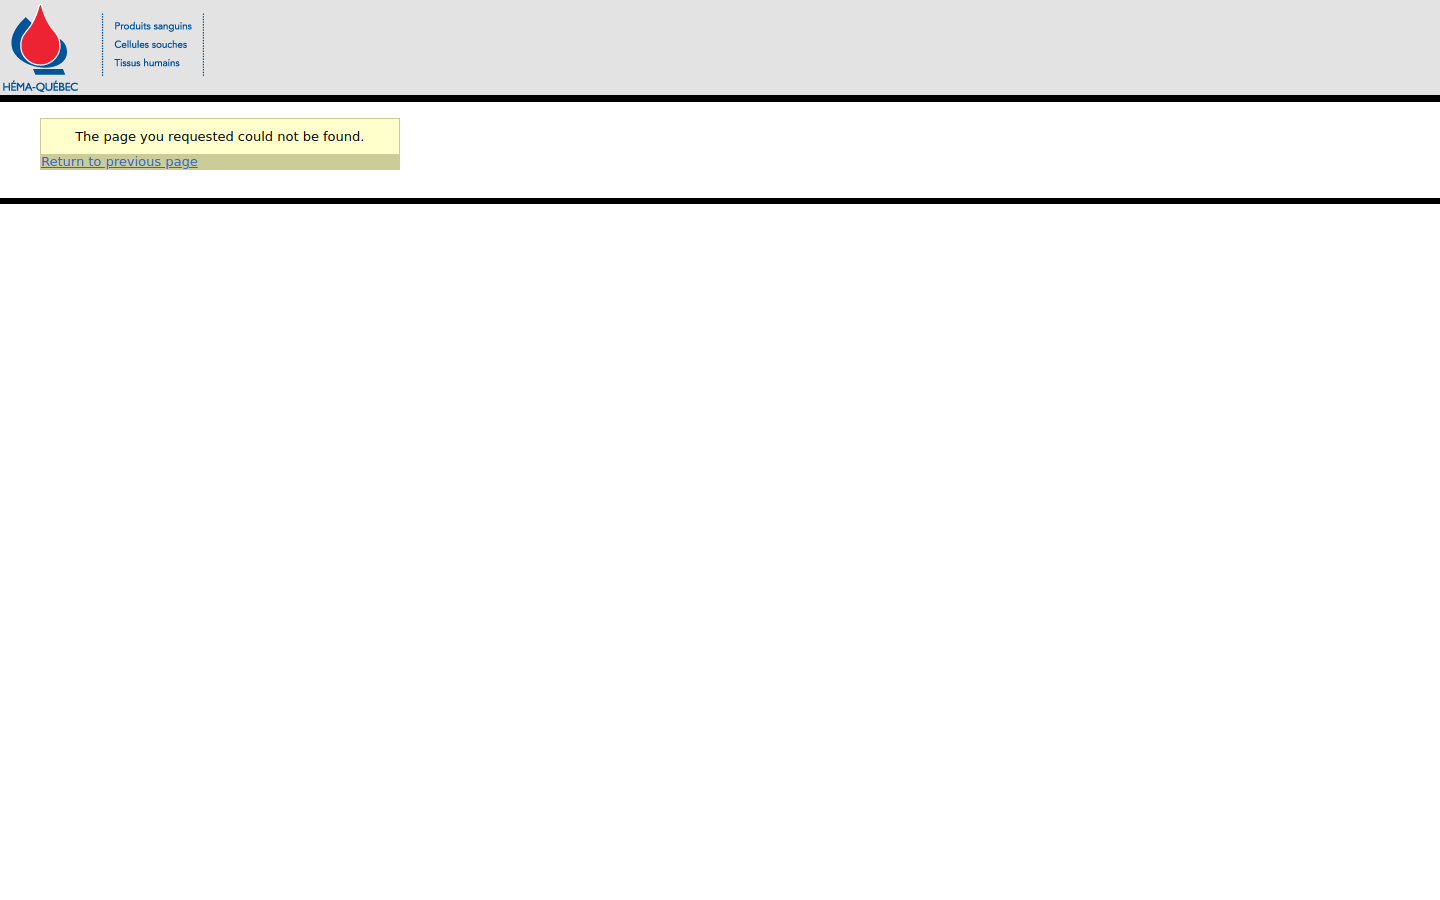 Produits sanguins
Cellules souches
Tissus humains
HÉMA-QUÉBEC
The page you requested could not be found.
Return to previous page